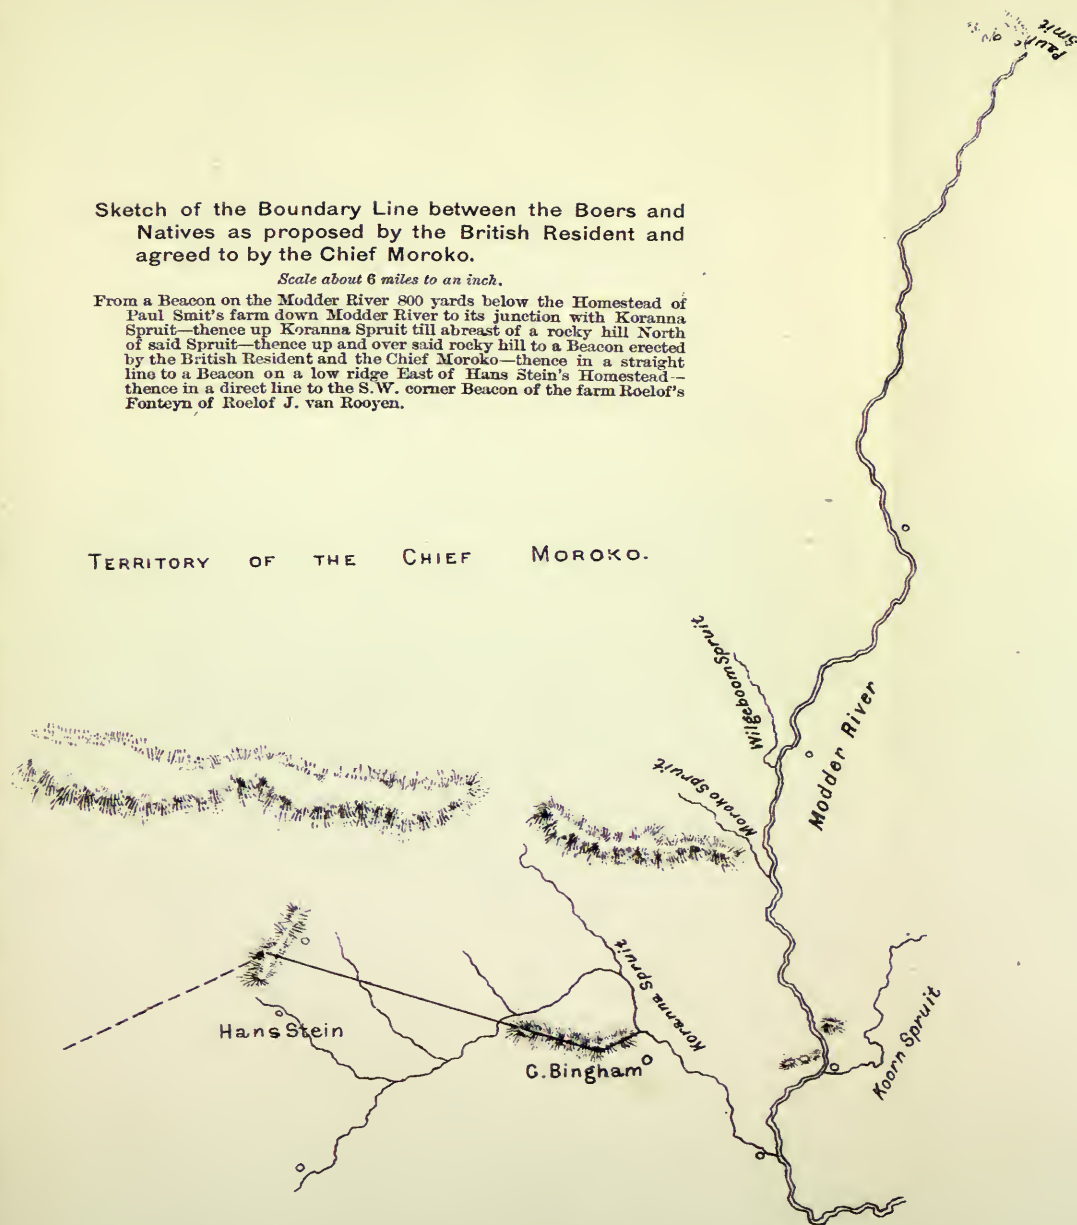 Paul
Smit
Sketch of the Boundary Line between the Boers and
Natives as proposed by the British Resident and
agreed to by the Chief Moroko.
Scale about 6 miles to an inch.
From a Beacon on the Modder River 800 yards below the Homestead of
Paul Smit's farm down Modder River to its junction with Koranna
Spruit—thence up Koranna Spruit till abreast of a rocky hill North
of said Spruit—thence up and over said rocky hill to a Beacon erected
by the British Resident and the Chief Moroko—thence in a straight
line to a Beacon on a low ridge East of Hans Stein's Homestead—
thence in a direct line to the S.W. corner Beacon of the farm Roelof's
Fonteyn of Roelof J. van Rooyen.
TERRITORY OF THE CHIEF MOROKO.
Wilgeboom Spruit
Modder River
Moroko Spruit
Koranna Spruit
Hans Stein
C. Bingham
Koorn Spruit